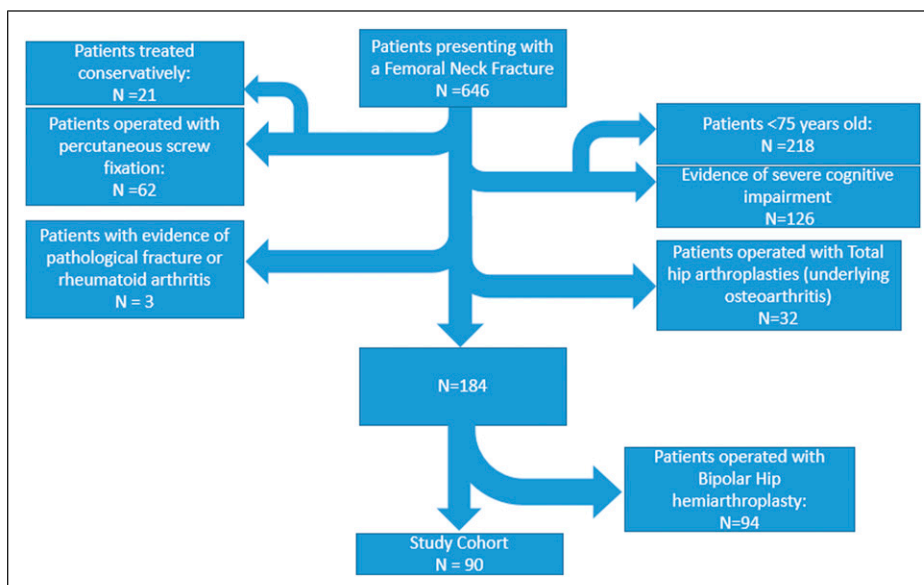 Patients presenting with
a Femoral Neck Fracture
N =646
Patients treated
conservatively:
N =21
Patients operated with
percutaneous screw
fixation:
N =62
Patients <75 years old:
N =218
Evidence of severe cognitive
impairment
N=126
Patients with evidence of
pathological fracture or
rheumatoid arthritis
N = 3
Patients operated with Total
hip arthroplasties (underlying
osteoarthritis)
N=32
N=184
Patients operated with
Bipolar Hip
hemiarthroplasty:
N=94
Study Cohort
N = 90